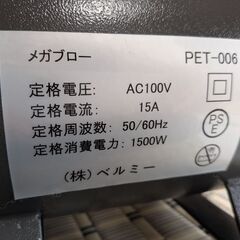 メガブロー PET-006
定格電圧: AC100V
定格電流: 15A
定格周波数: 50/60Hz
定格消費電力: 1500W
(株)ベルミー
PS
E